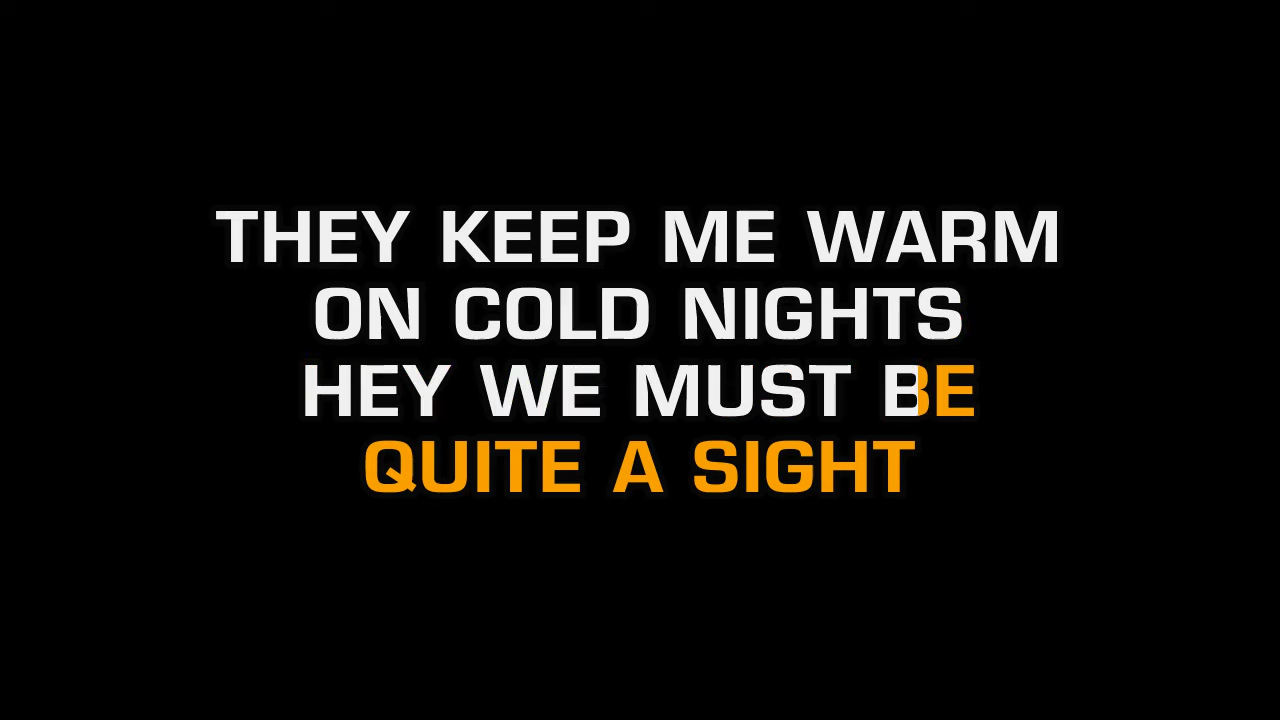 THEY KEEP ME WARM
ON COLD NIGHTS
HEY WE MUST BE
QUITE A SIGHT